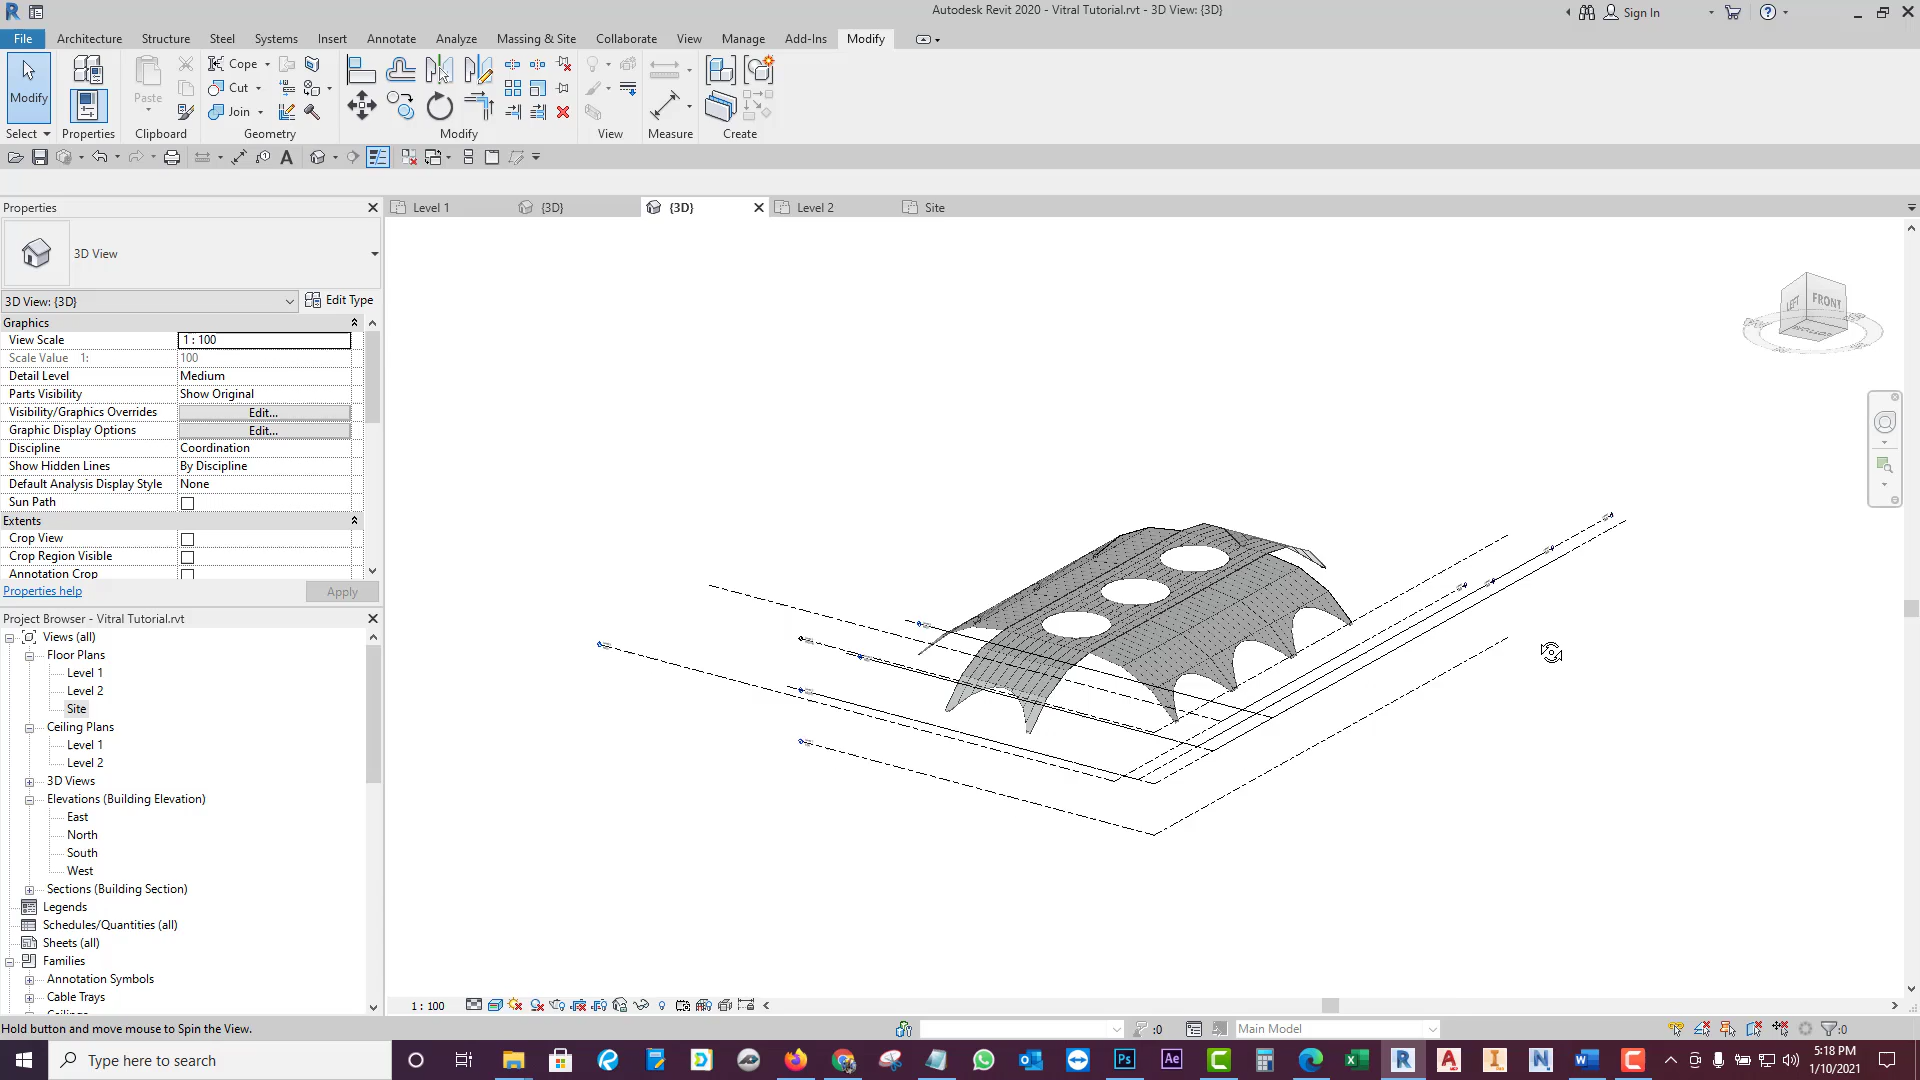 Autodesk Revit 2020 - Vitral Tutorial.rvt - 3D View: {3D}
Sign In
File Architecture Structure Steel Systems Insert Annotate Analyze Massing & Site Collaborate View Manage Add-Ins Modify
Modify
Paste
Cope
Cut
Join
Select Properties Clipboard Geometry Modify View Measure Create
Properties
Level 1
{3D}
{3D}
Level 2
Site
3D View
3D View: {3D}
Edit Type
Graphics
View Scale 1 : 100
Scale Value 1: 100
Detail Level Medium
Parts Visibility Show Original
Visibility/Graphics Overrides Edit...
Graphic Display Options Edit...
Discipline Coordination
Show Hidden Lines By Discipline
Default Analysis Display Style None
Sun Path
Extents
Crop View
Crop Region Visible
Annotation Crop
Properties help
Apply
Project Browser - Vitral Tutorial.rvt
Views (all)
Floor Plans
Level 1
Level 2
Site
Ceiling Plans
Level 1
Level 2
3D Views
Elevations (Building Elevation)
East
North
South
West
Sections (Building Section)
Legends
Schedules/Quantities (all)
Sheets (all)
Families
Annotation Symbols
Cable Trays
LEFT
FRONT
BOTTOM
1 : 100
Hold button and move mouse to Spin the View.
:0
Main Model
:0
Type here to search
5:18 PM
1/10/2021